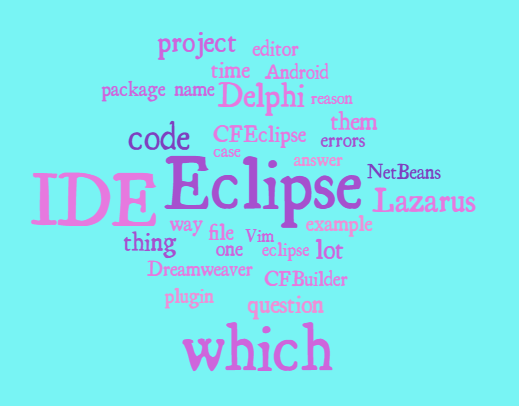 project
editor
time Android
package name Delphi reason
them
code CFEclipse errors
case
answer
IDE Eclipse NetBeans
Lazarus
way file example
thing one Vim eclipse lot
Dreamweaver CFBuilder
plugin question
which